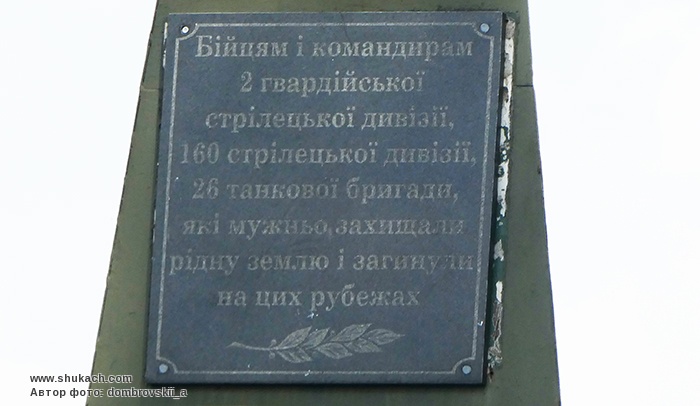 Бійцям і командирам
2 гвардійської
стрілецької дивізії,
160 стрілецької дивізії,
26 танкової бригади,
які мужньо захищали
рідну землю і загинули
на цих рубежах
www.shukach.com
Автор фото: dombrovskii_a